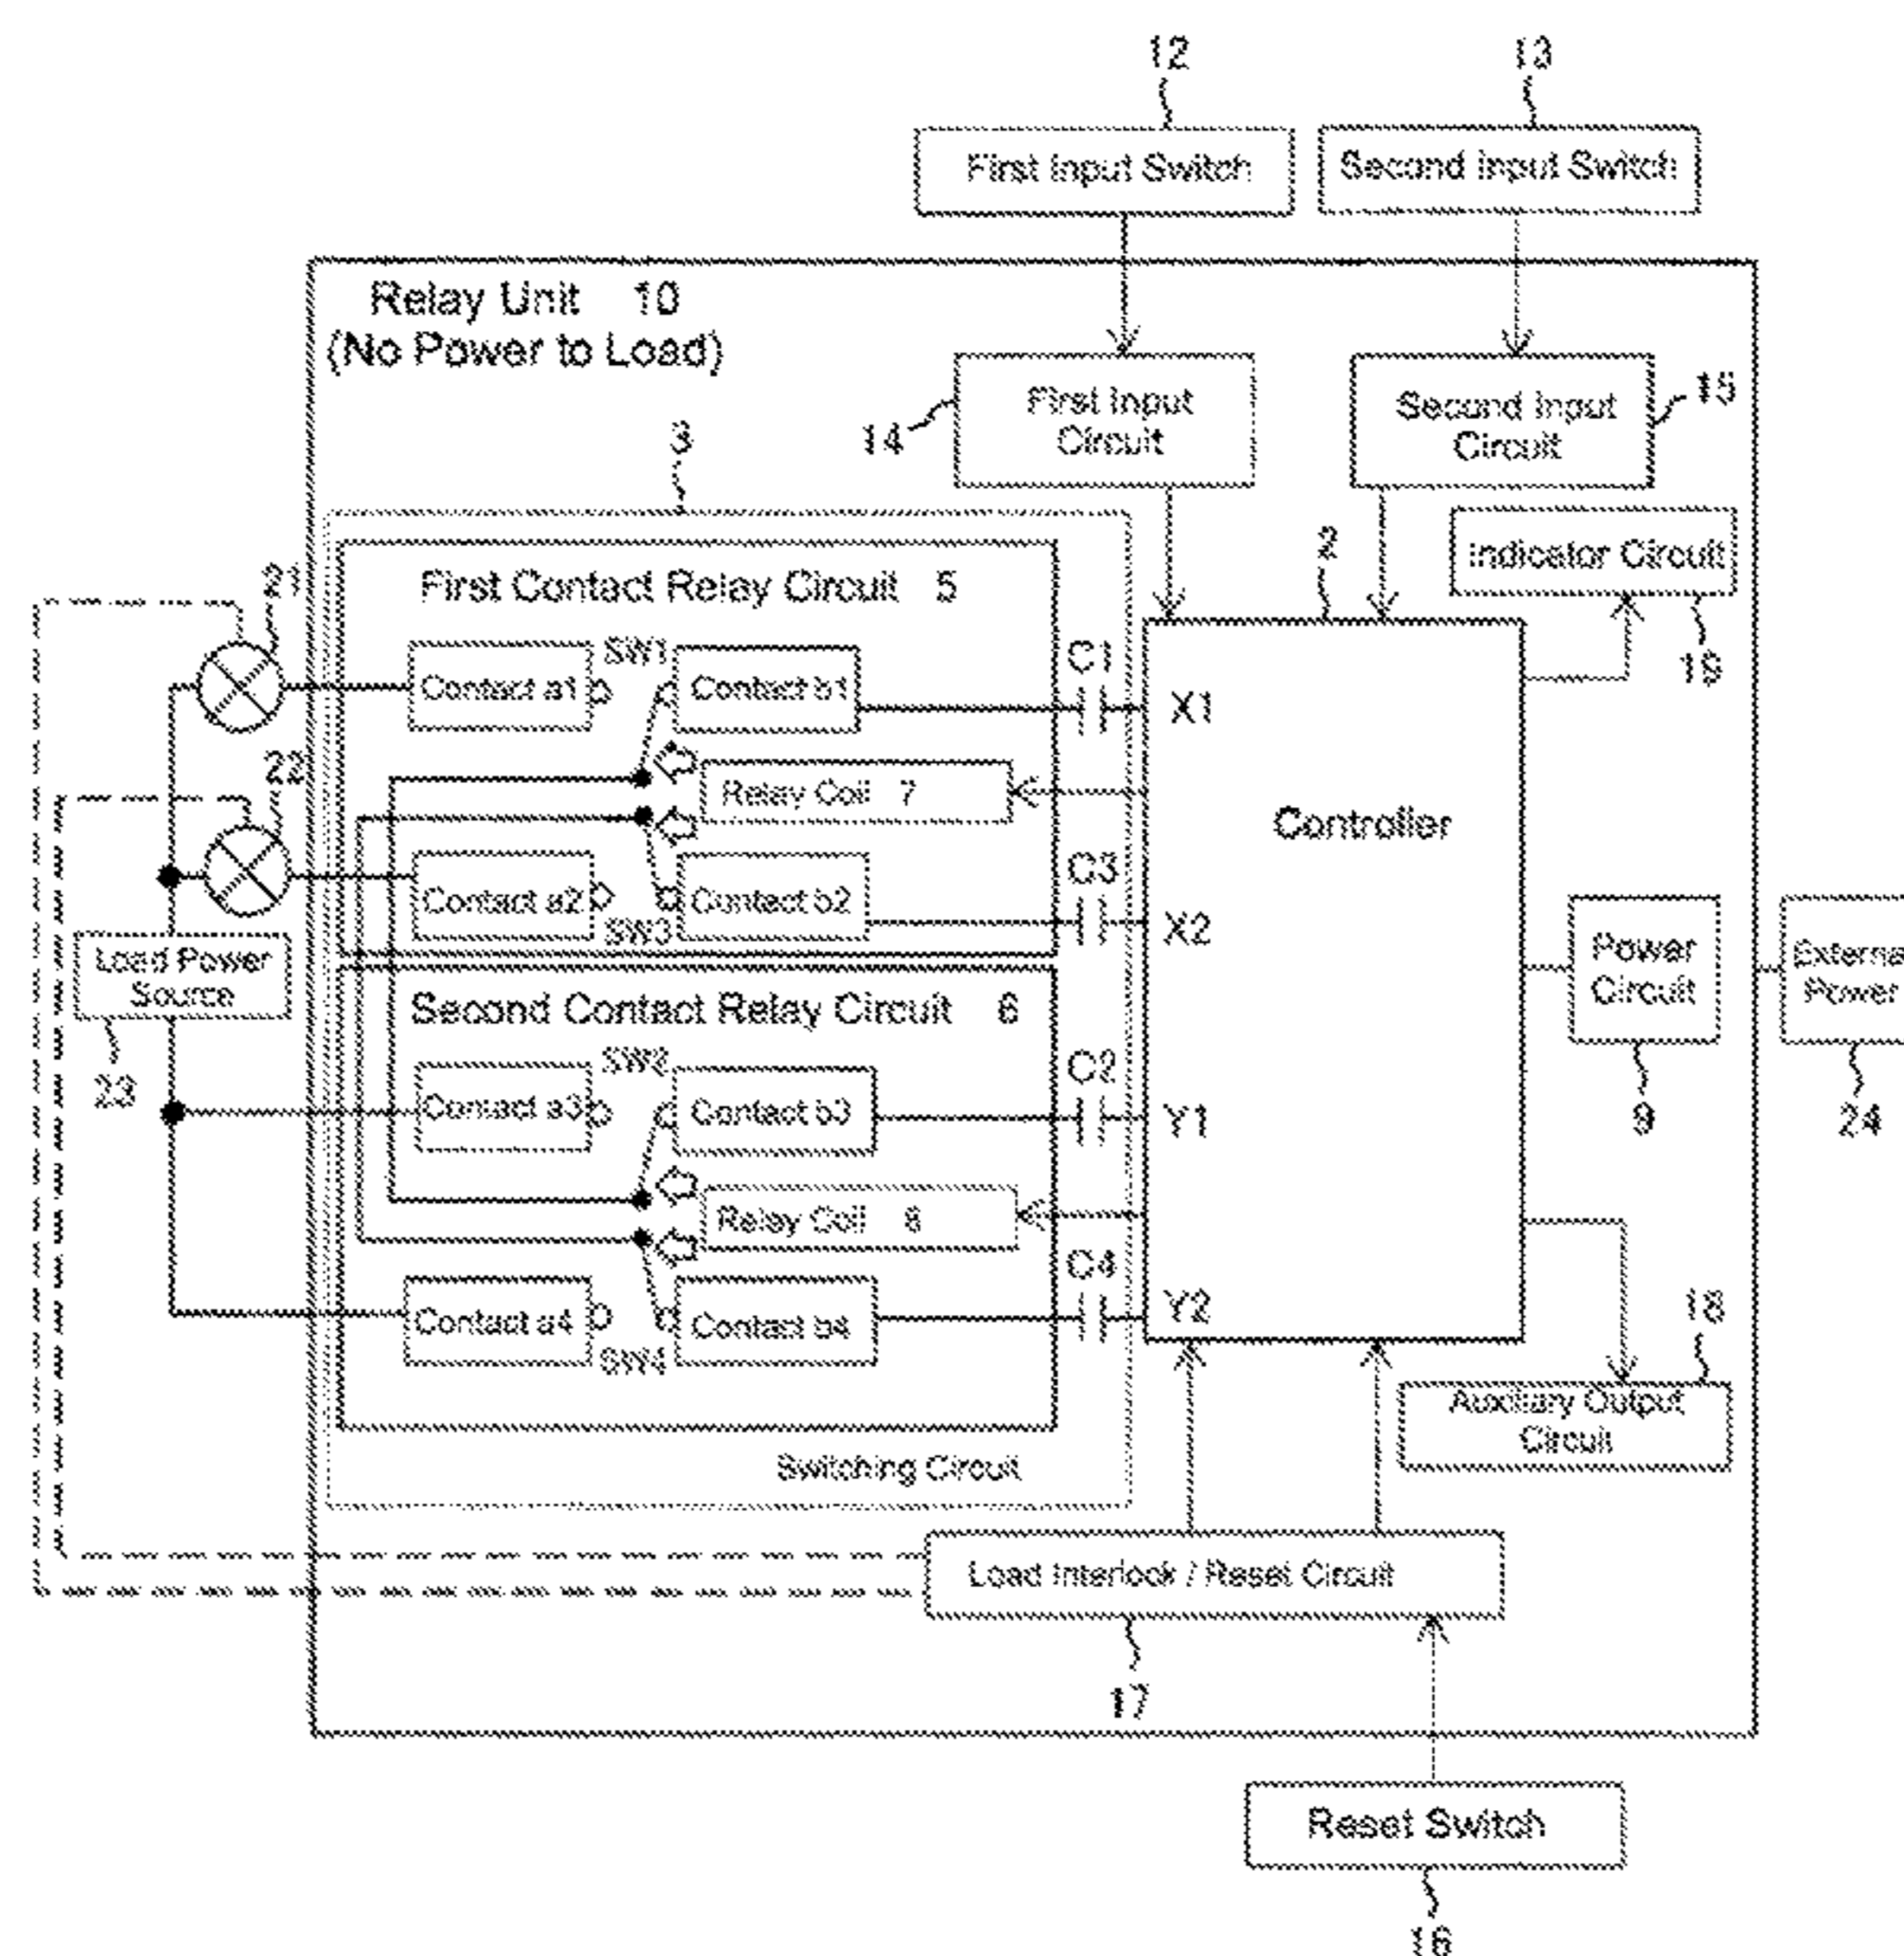 12
13
First Input Switch
Second Input Switch
Relay Unit 10
(No Power to Load)
First Input
Circuit
14
Second Input
Circuit
15
3
2
Indicator Circuit
19
First Contact Relay Circuit 5
21
Contact a1
SW1
Contact b1
C1
X1
Relay Coil 7
Controller
22
Contact a2
SW3
Contact b2
C3
X2
Load Power
Source
23
Power
Circuit
9
Externa
Power
24
Second Contact Relay Circuit 6
Contact a3
SW2
Contact b3
C2
Y1
Relay Coil 8
Contact a4
SW4
Contact b4
C4
Y2
18
Auxiliary Output
Circuit
Switching Circuit
Load Interlock / Reset Circuit
17
Reset Switch
16